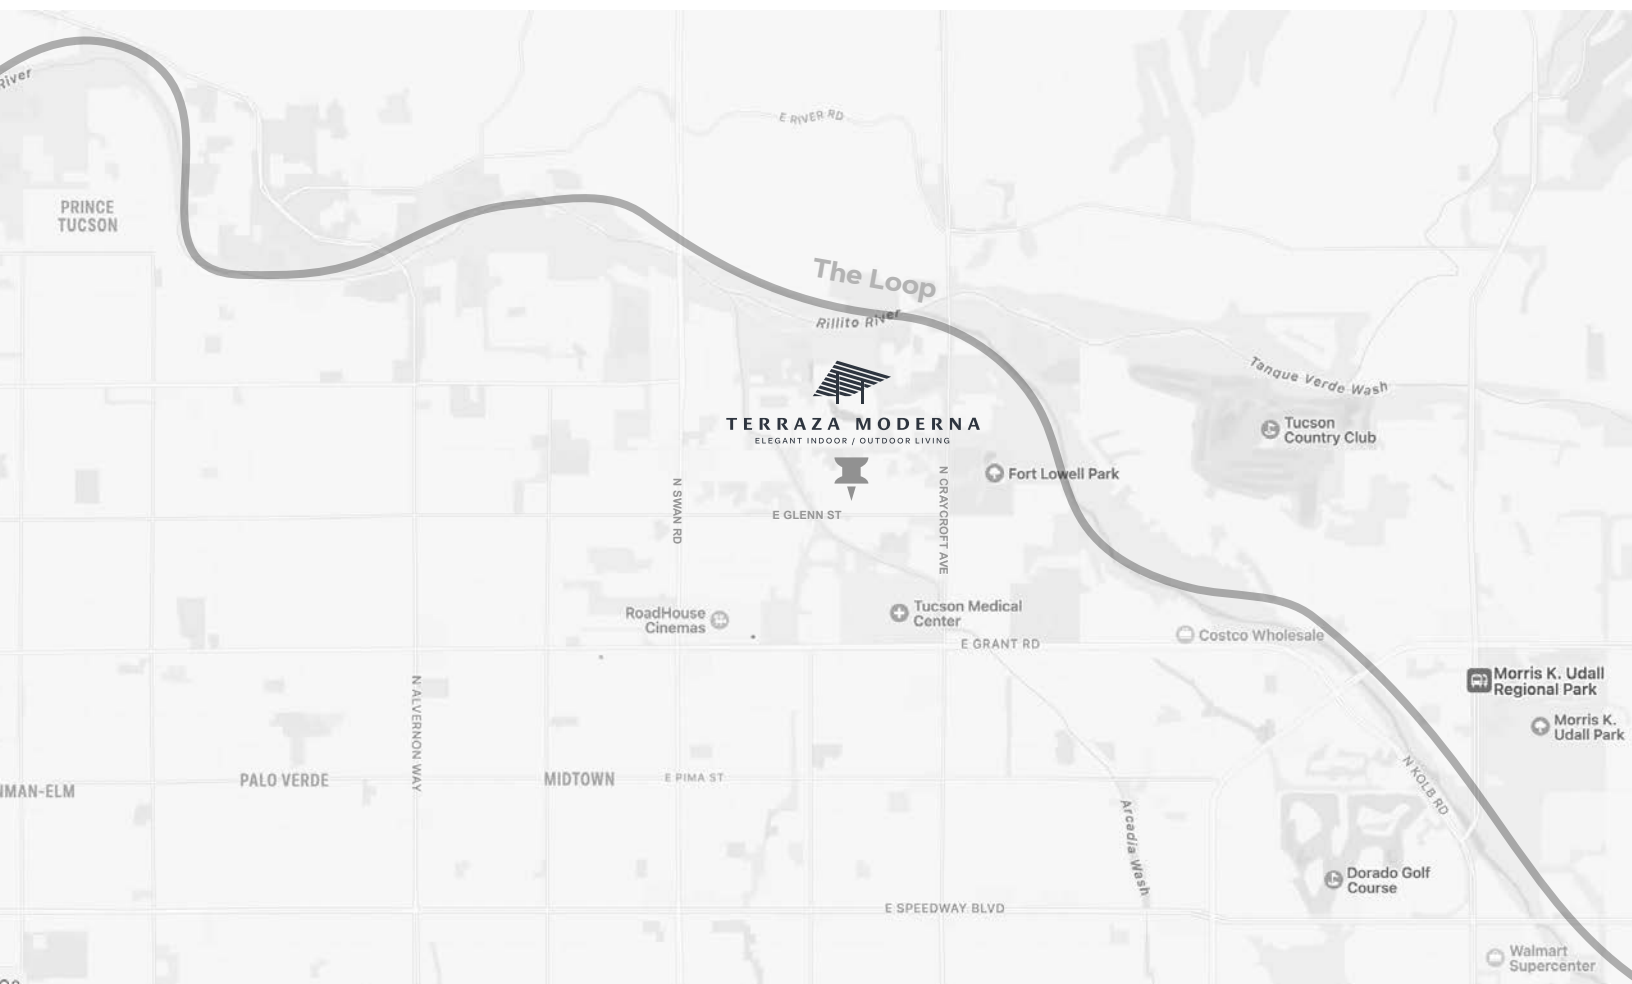 River
E RIVER RD
PRINCE
TUCSON
The Loop
Rillito River
Tanque Verde Wash
TERRAZA MODERNA
ELEGANT INDOOR / OUTDOOR LIVING
Tucson
Country Club
Fort Lowell Park
N SWAN RD
N CRAYCROFT AVE
E GLENN ST
RoadHouse
Cinemas
Tucson Medical
Center
E GRANT RD
Costco Wholesale
Morris K. Udall
Regional Park
Morris K.
Udall Park
N ALVERNON WAY
PALO VERDE
MIDTOWN
E PIMA ST
MAN-ELM
N KOLB RD
Arcadia Wash
Dorado Golf
Course
E SPEEDWAY BLVD
Walmart
Supercenter